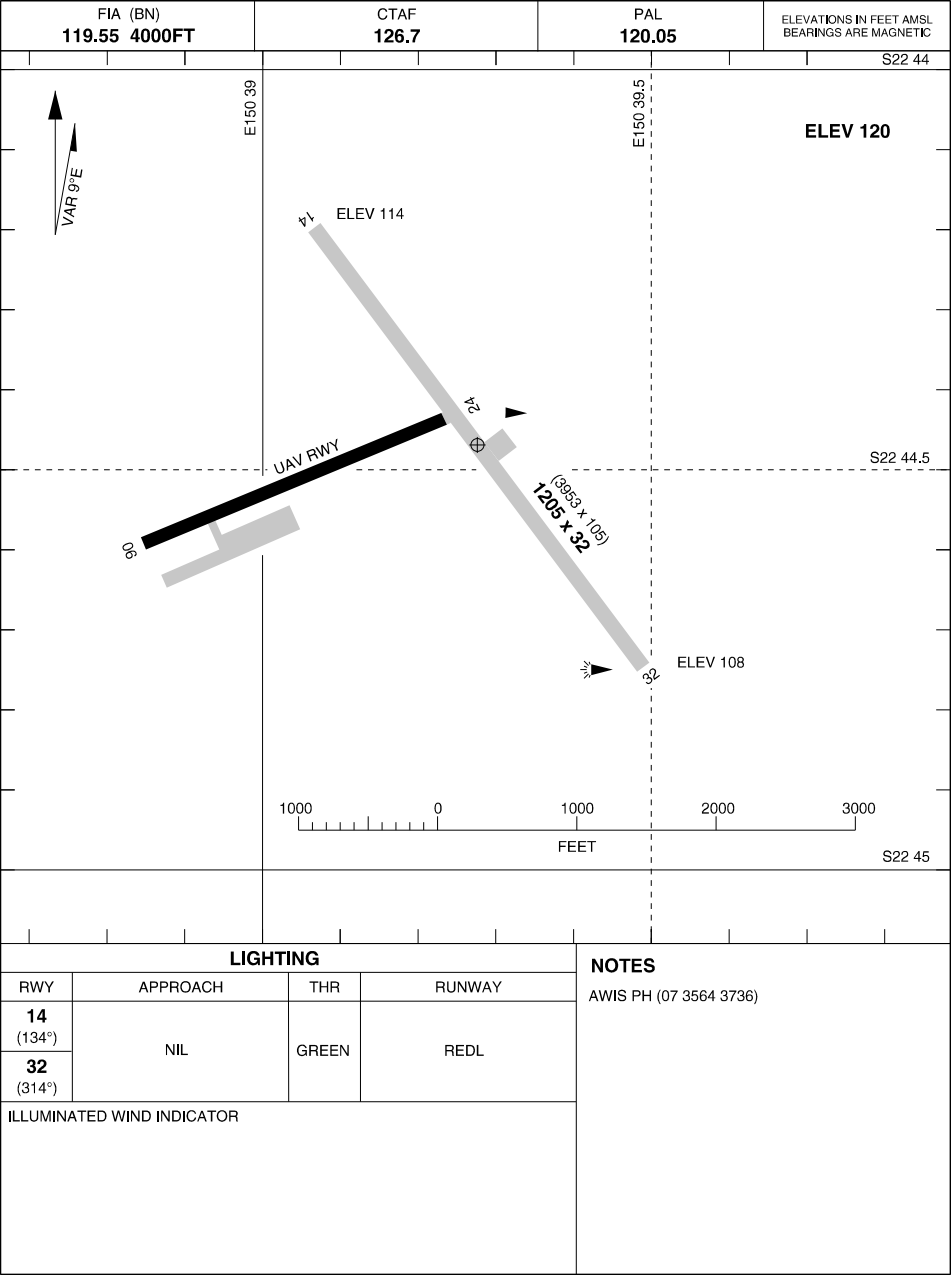 FIA (BN)
119.55 4000FT
CTAF
126.7
PAL
120.05
ELEVATIONS IN FEET AMSL
BEARINGS ARE MAGNETIC
S22 44
E150 39
E150 39.5
ELEV 120
VAR 9°E
14
ELEV 114
24
UAV RWY
S22 44.5
(3953 x 105)
1205 x 32
06
ELEV 108
32
1000 0 1000 2000 3000
FEET
S22 45
LIGHTING
RWY APPROACH THR RUNWAY
14
(134°)
NIL GREEN REDL
32
(314°)
ILLUMINATED WIND INDICATOR
NOTES
AWIS PH (07 3564 3736)